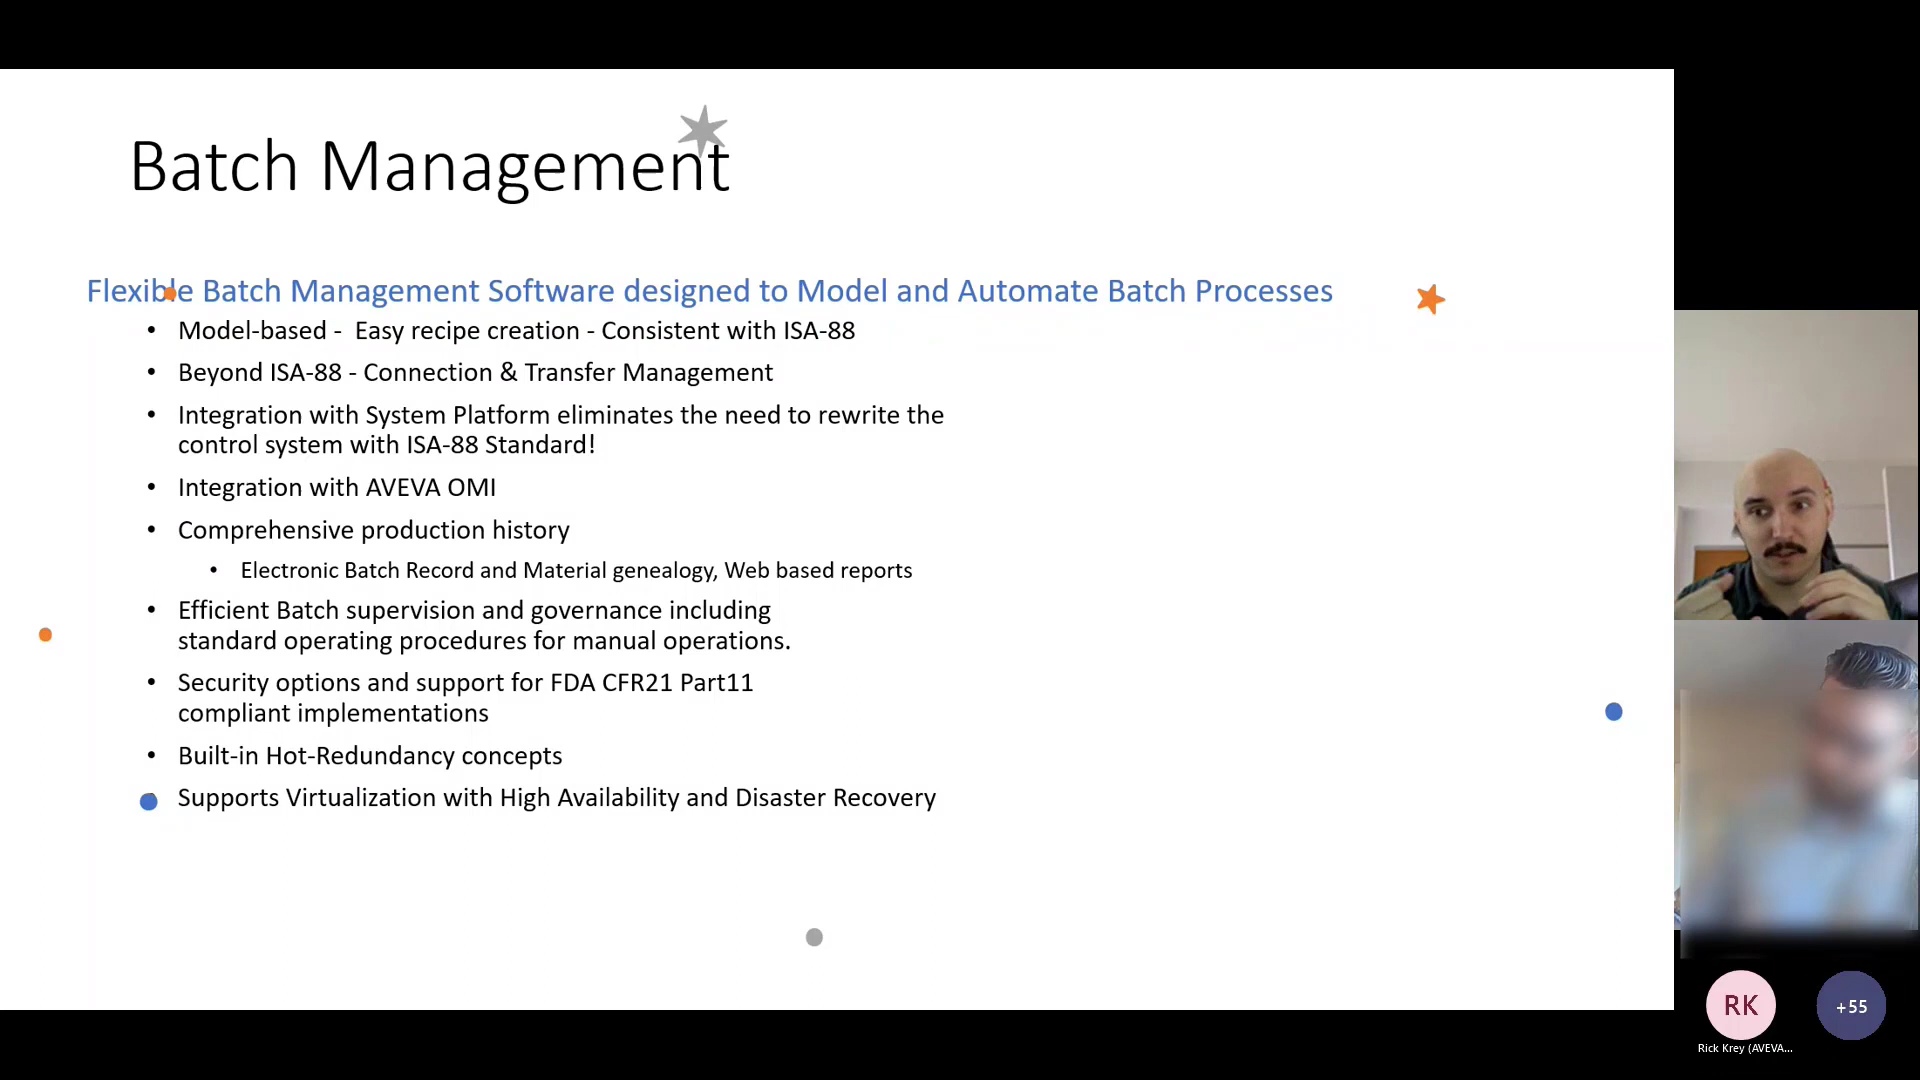 Batch Management
Flexible Batch Management Software designed to Model and Automate Batch Processes
• Model-based -  Easy recipe creation - Consistent with ISA-88
• Beyond ISA-88 - Connection & Transfer Management
• Integration with System Platform eliminates the need to rewrite the
control system with ISA-88 Standard!
• Integration with AVEVA OMI
• Comprehensive production history
• Electronic Batch Record and Material genealogy, Web based reports
• Efficient Batch supervision and governance including
standard operating procedures for manual operations.
• Security options and support for FDA CFR21 Part11
compliant implementations
• Built-in Hot-Redundancy concepts
Supports Virtualization with High Availability and Disaster Recovery
RK
+55
Rick Krey (AVEVA...